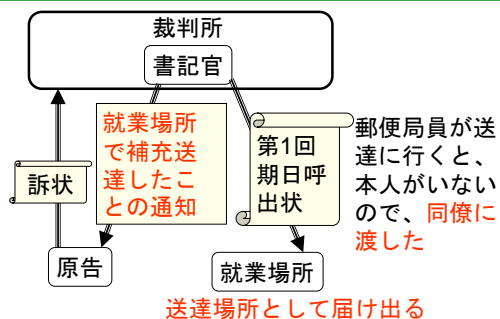 裁判所
書記官
就業場所
で補充送
達したこ
との通知
第1回
期日呼
出状
郵便局員が送
達に行くと、
本人がいない
ので、同僚に
渡した
訴状
原告
就業場所
送達場所として届け出る